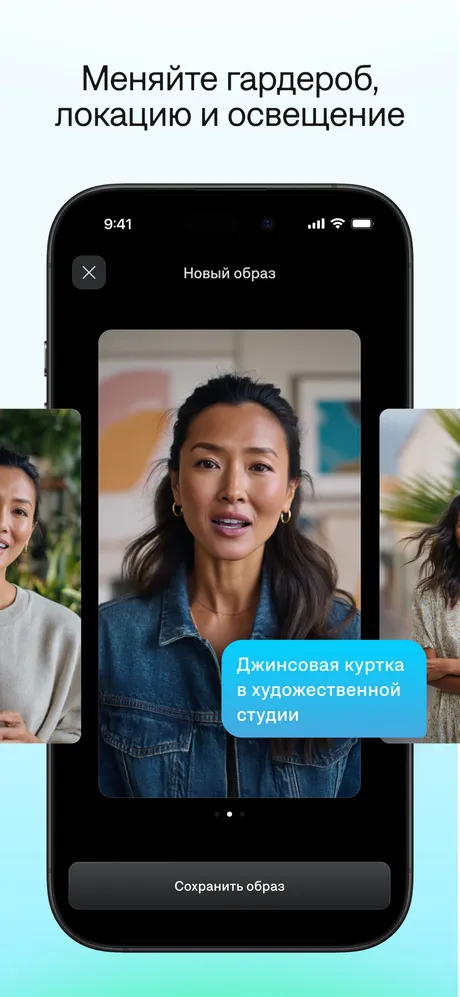 Меняйте гардероб,
локацию и освещение
9:41
Новый образ
Джинсовая куртка
в художественной
студии
Сохранить образ